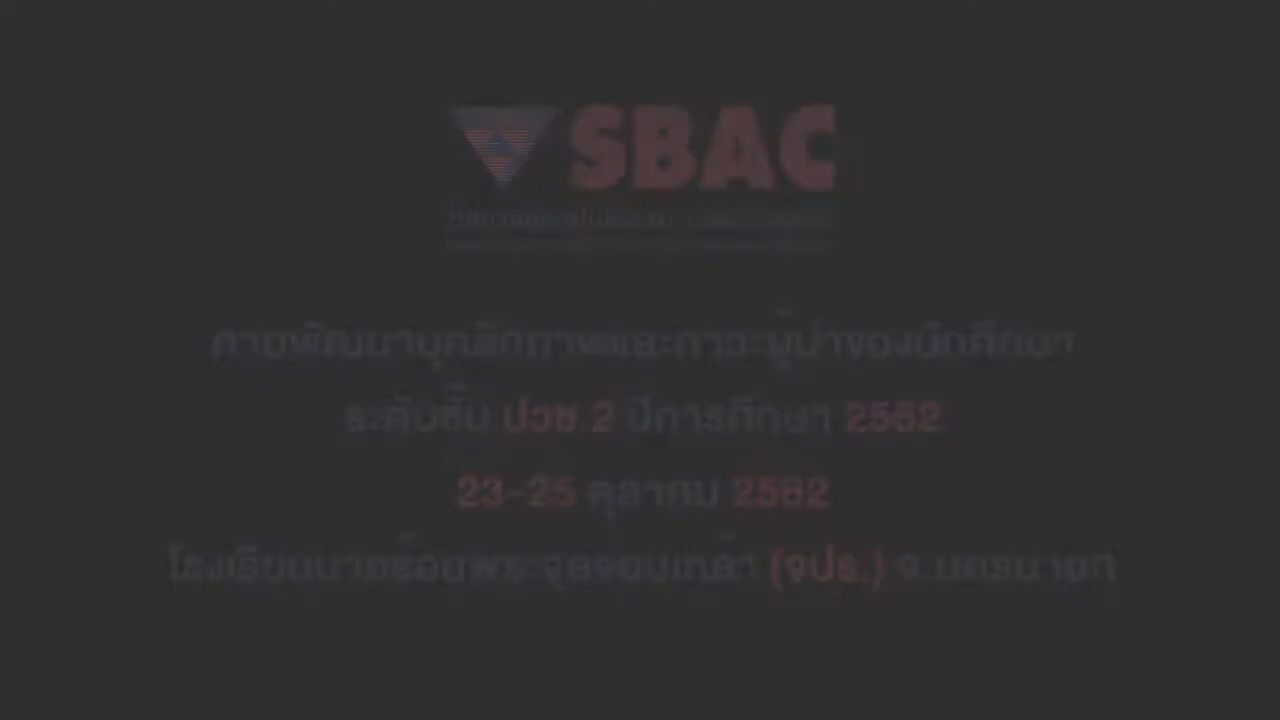 SBAC
ค่ายพัฒนาบุคลิกภาพและภาวะผู้นำของนักศึกษา
ระดับชั้น ปวช.2 ปีการศึกษา 2562
23-25 ตุลาคม 2562
โรงเรียนนายร้อยพระจุลจอมเกล้า (จปร.) จ.นครนายก